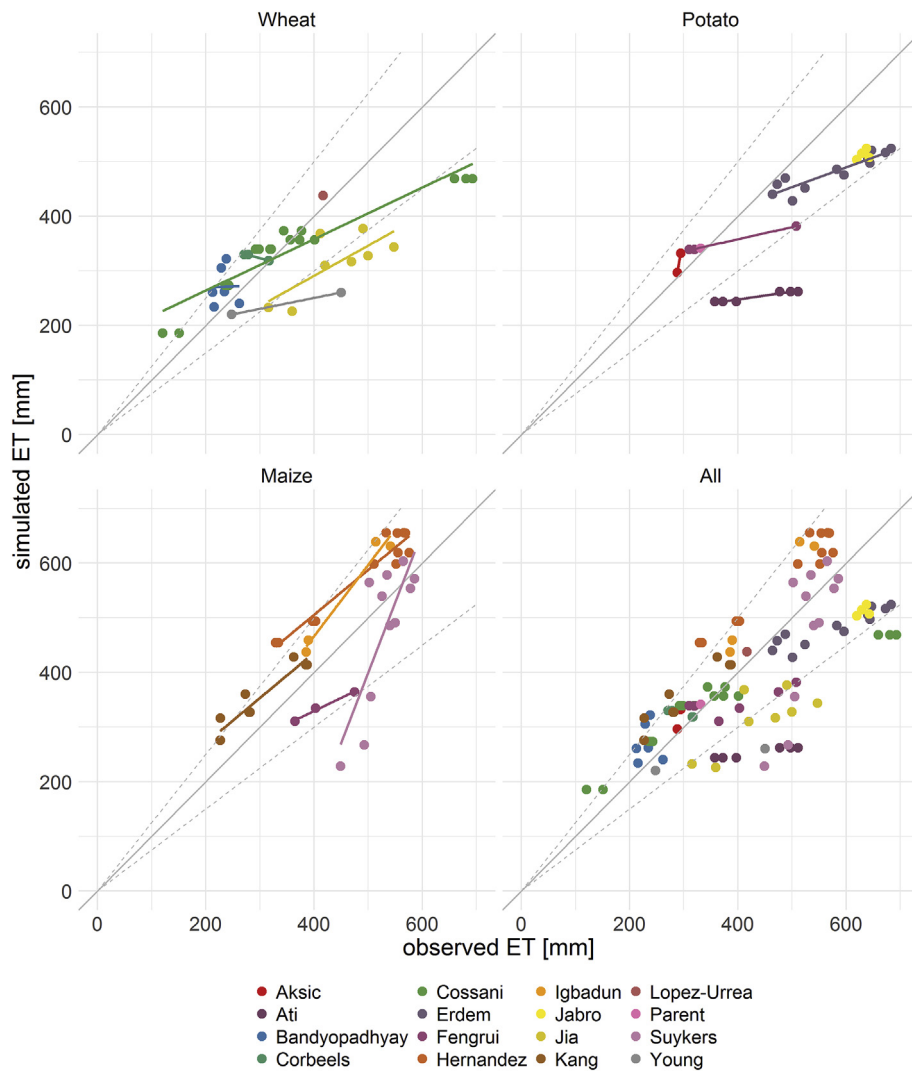 Wheat Potato
600 
400 
200 
0 
Maize All
600 
400 
200 
0 
simulated ET [mm]
0 200 400 600 0 200 400 600
observed ET [mm]
Aksic Cossani Igbadun Lopez-Urrea
Ati Erdem Jabro Parent
Bandyopadhyay Fengrui Jia Suykers
Corbeels Hernandez Kang Young